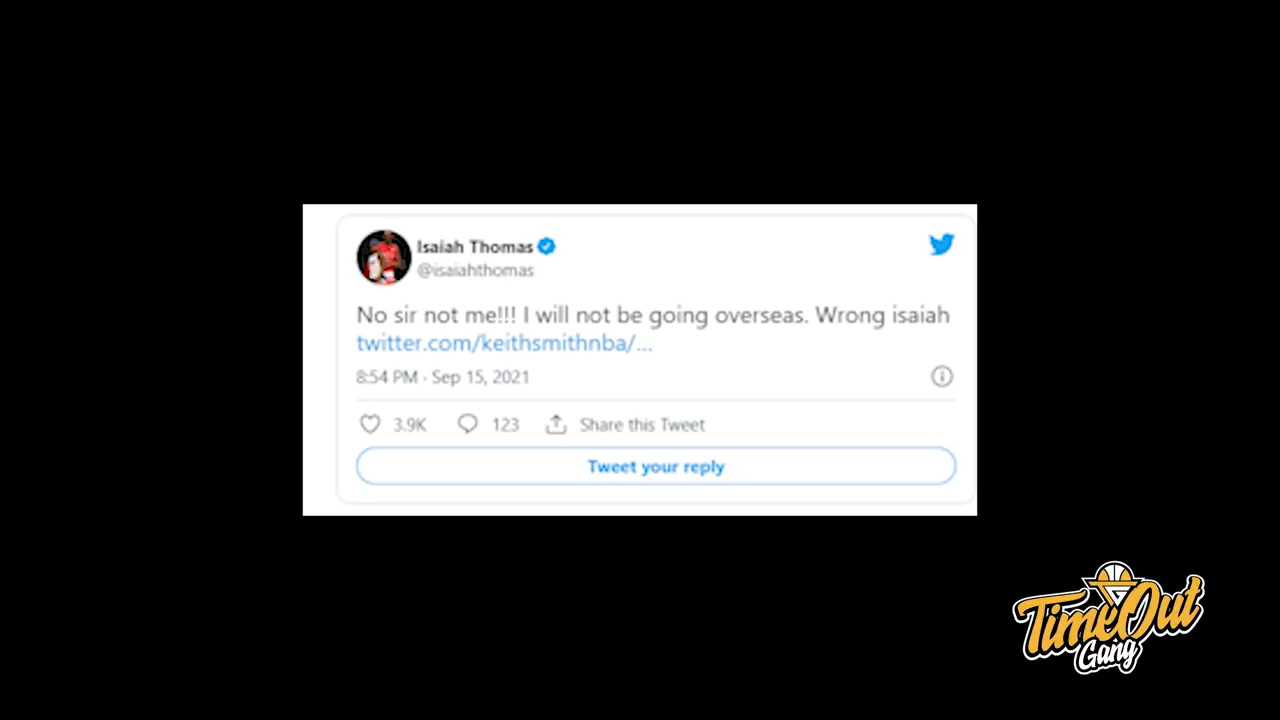 Isaiah Thomas
@isaiahthomas
No sir not me!!! I will not be going overseas. Wrong isaiah
twitter.com/keithsmithnba/...
8:54 PM · Sep 15, 2021
3.9K 123 Share this Tweet
Tweet your reply
TimeOut
Gang